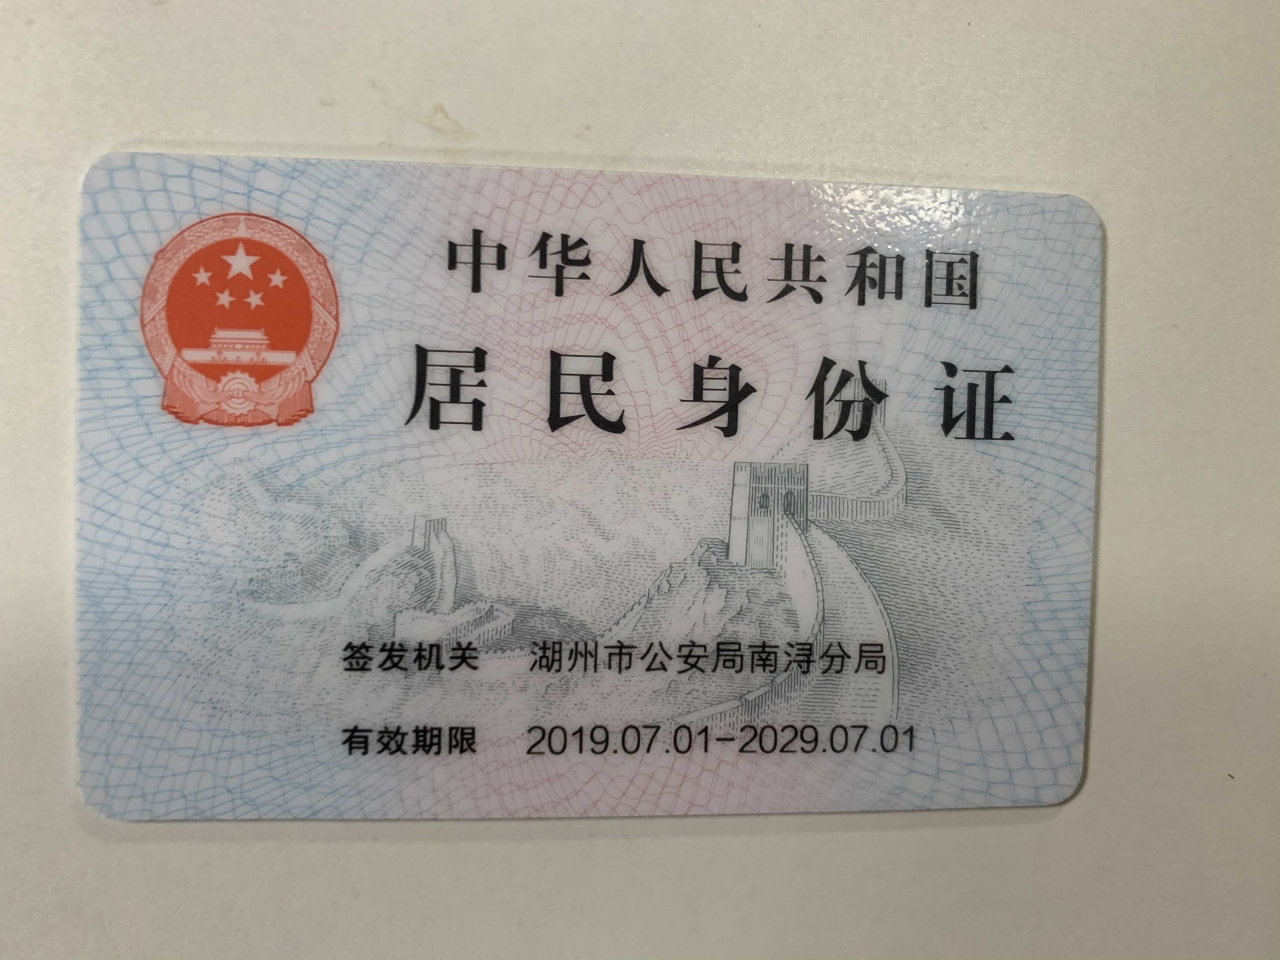 中华人民共和国
居民身份证
签发机关 湖州市公安局南浔分局
有效期限 2019.07.01-2029.07.01